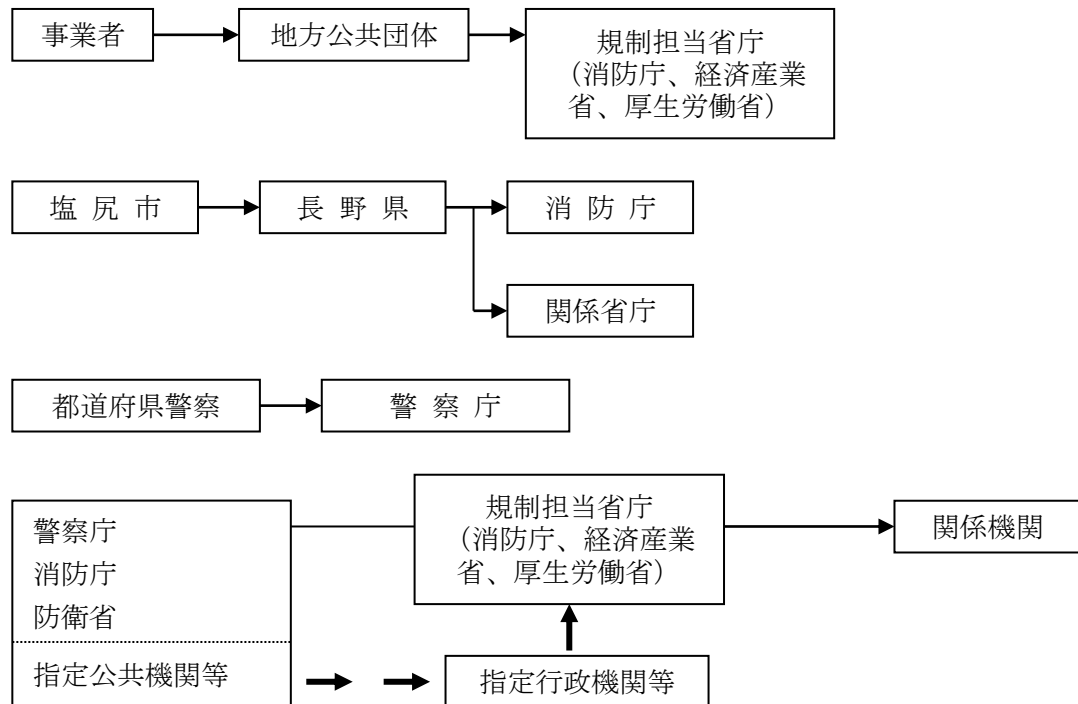 事業者
地方公共団体
規制担当省庁
（消防庁、経済産業
省、厚生労働省）
塩 尻 市
長 野 県
消 防 庁
関係省庁
都道府県警察
警 察 庁
警察庁
消防庁
防衛省
指定公共機関等
規制担当省庁
（消防庁、経済産業
省、厚生労働省）
関係機関
指定行政機関等